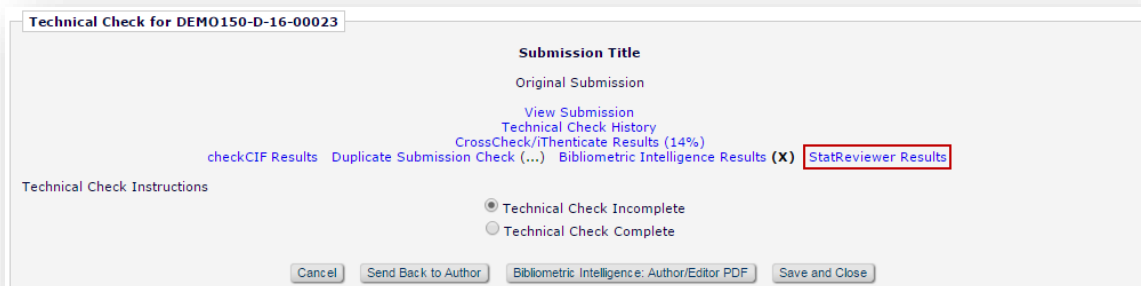 Technical Check for DEMO150-D-16-00023
Submission Title
Original Submission
View Submission
Technical Check History
CrossCheck/iThenticate Results (14%)
checkCIF Results Duplicate Submission Check (...) Bibliometric Intelligence Results (X) StatReviewer Results
Technical Check Instructions
Technical Check Incomplete
Technical Check Complete
Cancel Send Back to Author Bibliometric Intelligence: Author/Editor PDF Save and Close